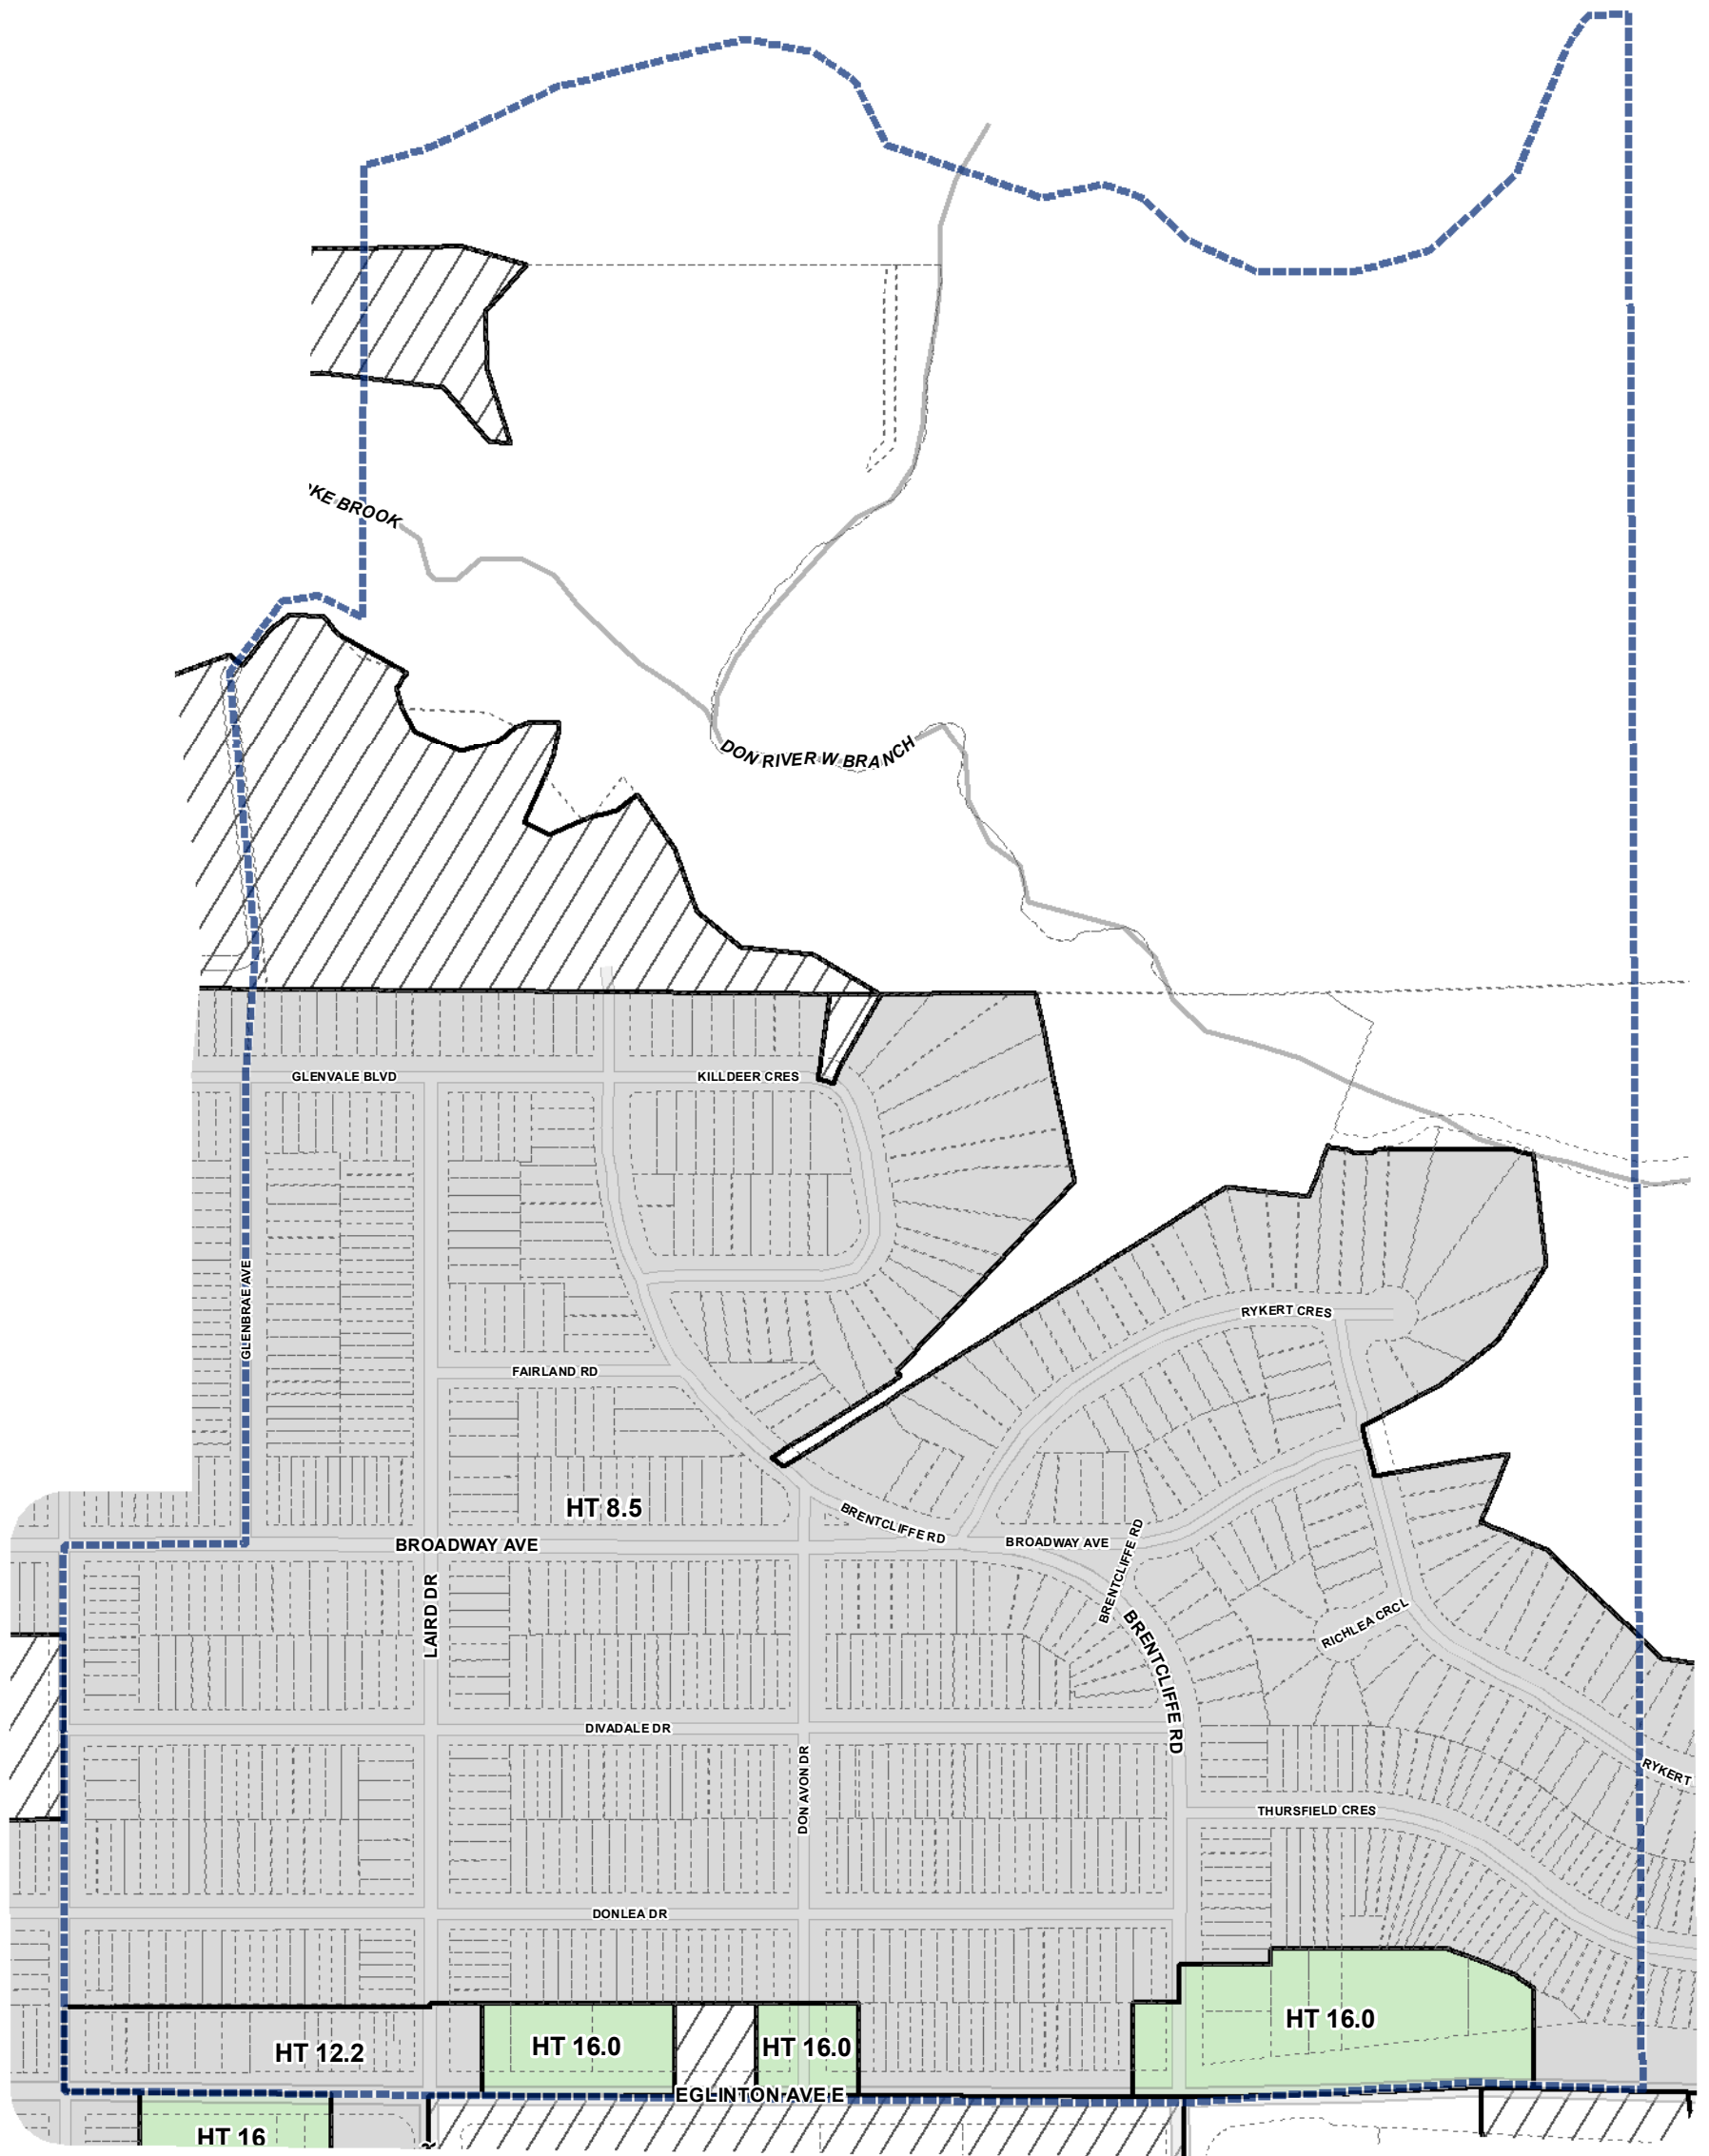 KE BROOK
DON RIVER W BRANCH
GLENVALE BLVD
KILLDEER CRES
GLENBRAE AVE
RYKERT CRES
FAIRLAND RD
HT 8.5
BRENTCLIFFE RD
BROADWAY AVE
BROADWAY AVE
BRENTCLIFFE RD
LAIRD DR
BRENTCLIFFE RD
RICHLEA CRCL
DIVADALE DR
DON AVON DR
RYKERT
THURSFIELD CRES
DONLEA DR
HT 12.2
HT 16.0
HT 16.0
HT 16.0
EGLINTON AVE E
HT 16